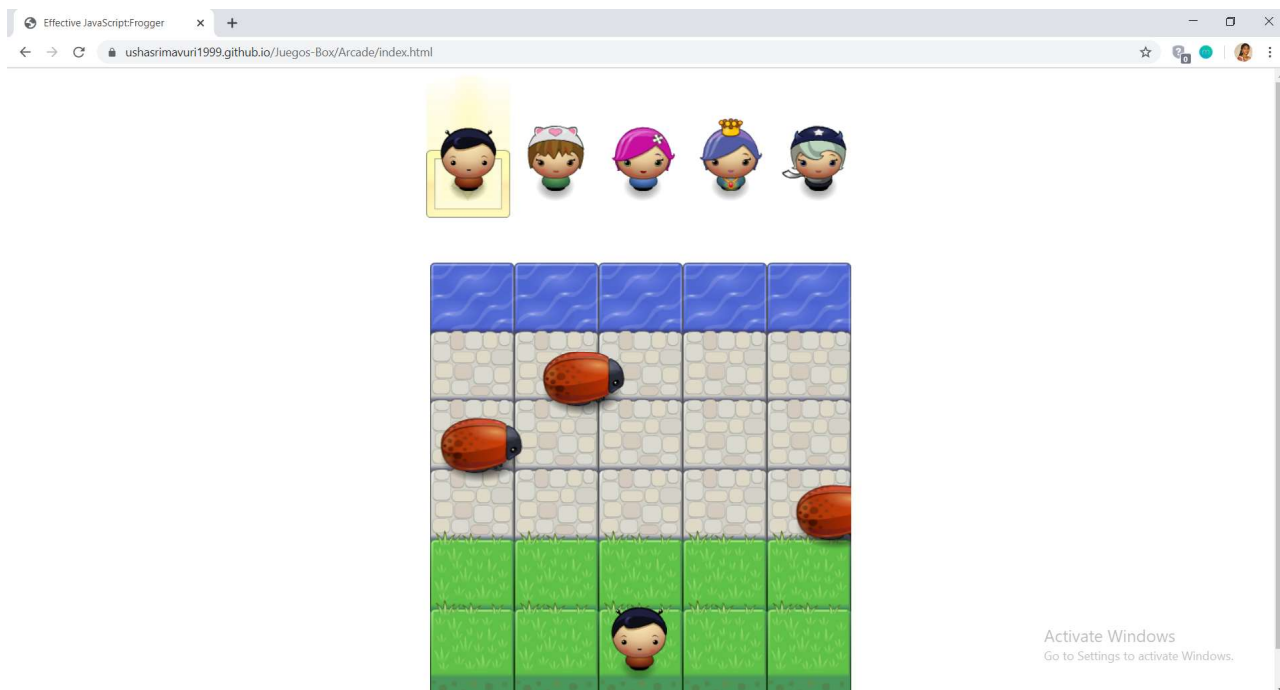 Effective JavaScript:Frogger
ushasrimavuri1999.github.io/Juegos-Box/Arcade/index.html
0
Activate Windows
Go to Settings to activate Windows.